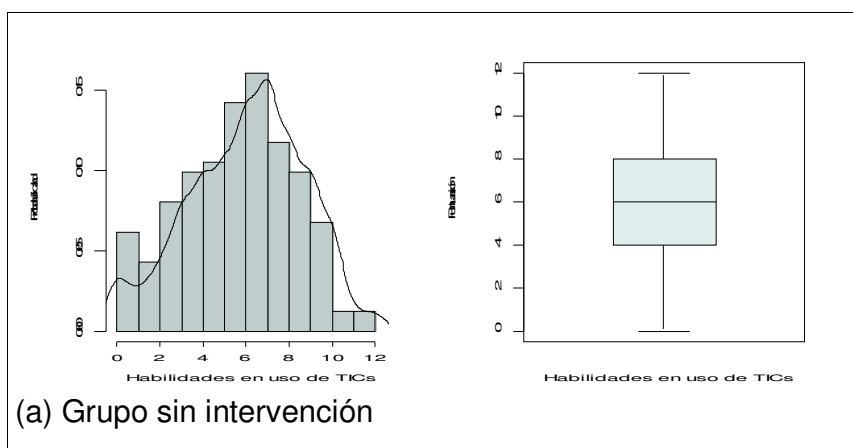 0 2 4 6 8 10 12
Habilidades en uso de TICs
0 2 4 6 8 10 12
Habilidades en uso de TICs
(a) Grupo sin intervención